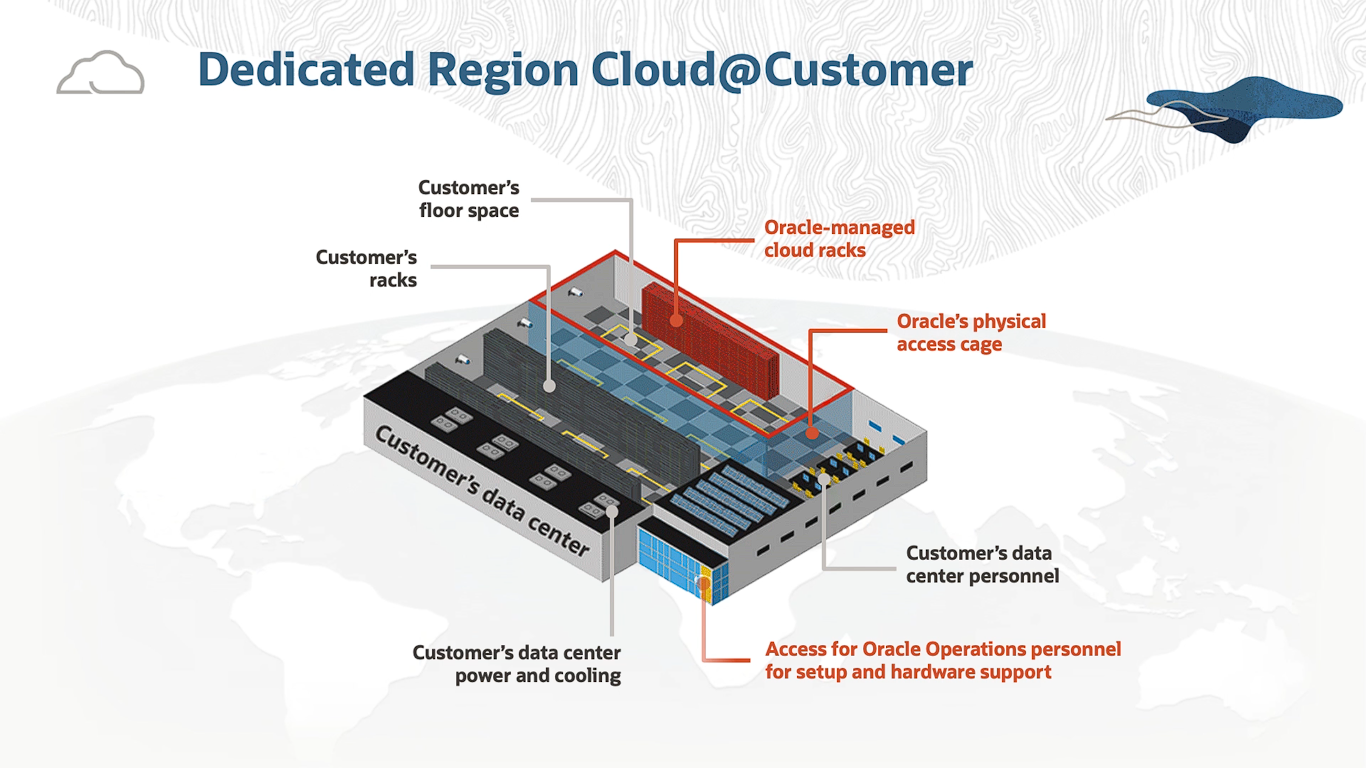 Dedicated Region Cloud@Customer
Customer’s
floor space
Oracle-managed
cloud racks
Customer’s
racks
Oracle’s physical
access cage
Customer’s data center
Customer’s data
center personnel
Customer’s data center
power and cooling
Access for Oracle Operations personnel
for setup and hardware support